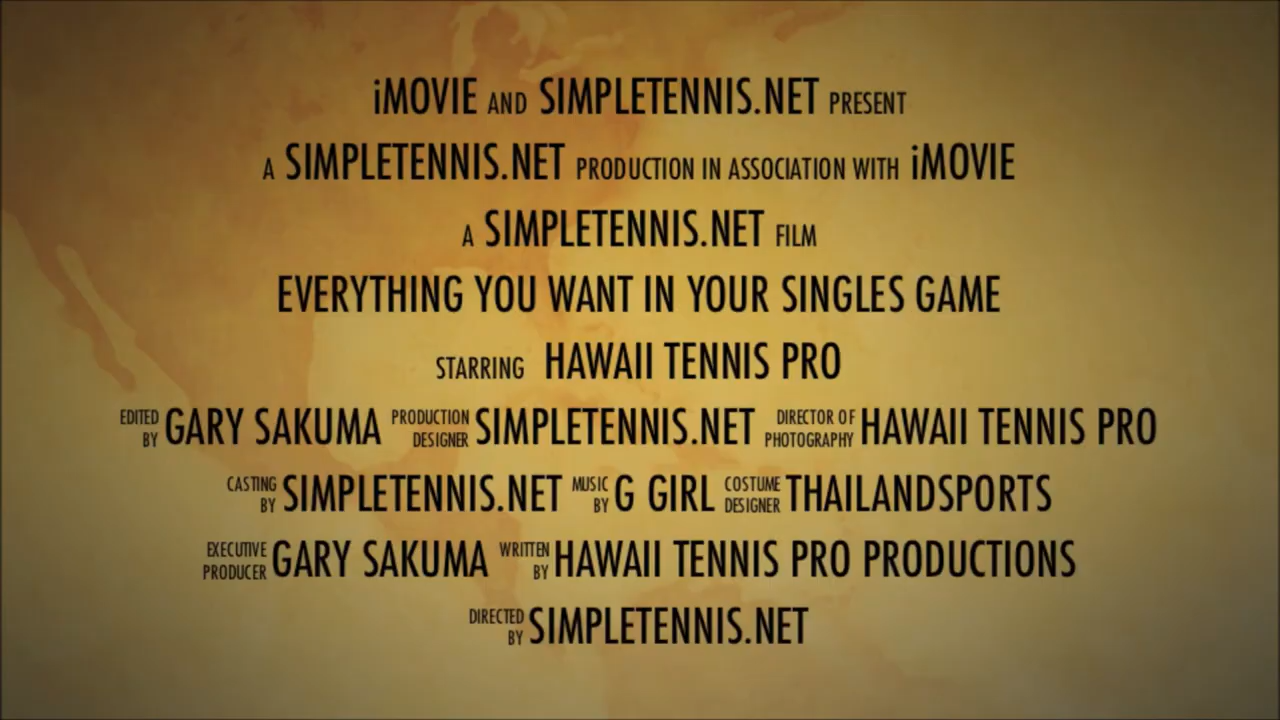 iMOVIE AND SIMPLETENNIS.NET PRESENT
A SIMPLETENNIS.NET PRODUCTION IN ASSOCIATION WITH iMOVIE
A SIMPLETENNIS.NET FILM
EVERYTHING YOU WANT IN YOUR SINGLES GAME
STARRING HAWAII TENNIS PRO
EDITED BY GARY SAKUMA PRODUCTION DESIGNER SIMPLETENNIS.NET DIRECTOR OF PHOTOGRAPHY HAWAII TENNIS PRO
CASTING BY SIMPLETENNIS.NET MUSIC BY G GIRL COSTUME DESIGNER THAILANDSPORTS
EXECUTIVE PRODUCER GARY SAKUMA WRITTEN BY HAWAII TENNIS PRO PRODUCTIONS
DIRECTED BY SIMPLETENNIS.NET